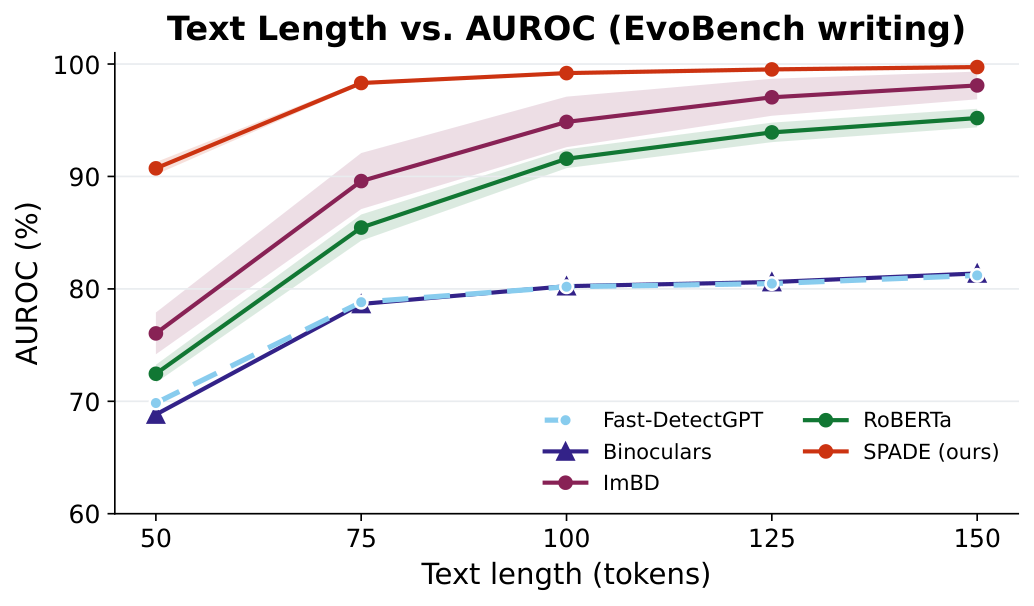 Text Length vs. AUROC (EvoBench writing)
AUROC (%)
100
90
80
70
60
Fast-DetectGPT
Binoculars
ImBD
RoBERTa
SPADE (ours)
50 75 100 125 150
Text length (tokens)